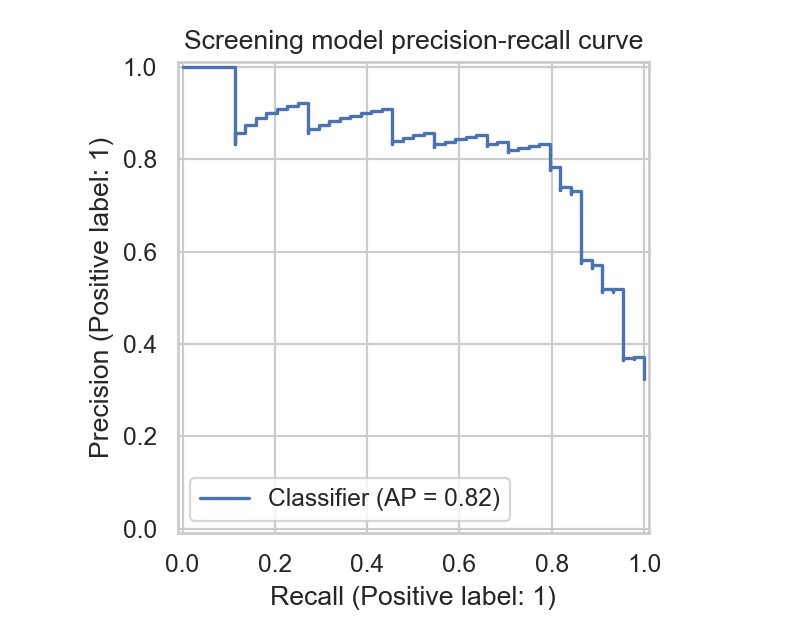 Screening model precision-recall curve
1.0
0.8
0.6
0.4
0.2
0.0
Precision (Positive label: 1)
Classifier (AP = 0.82)
0.0 0.2 0.4 0.6 0.8 1.0
Recall (Positive label: 1)